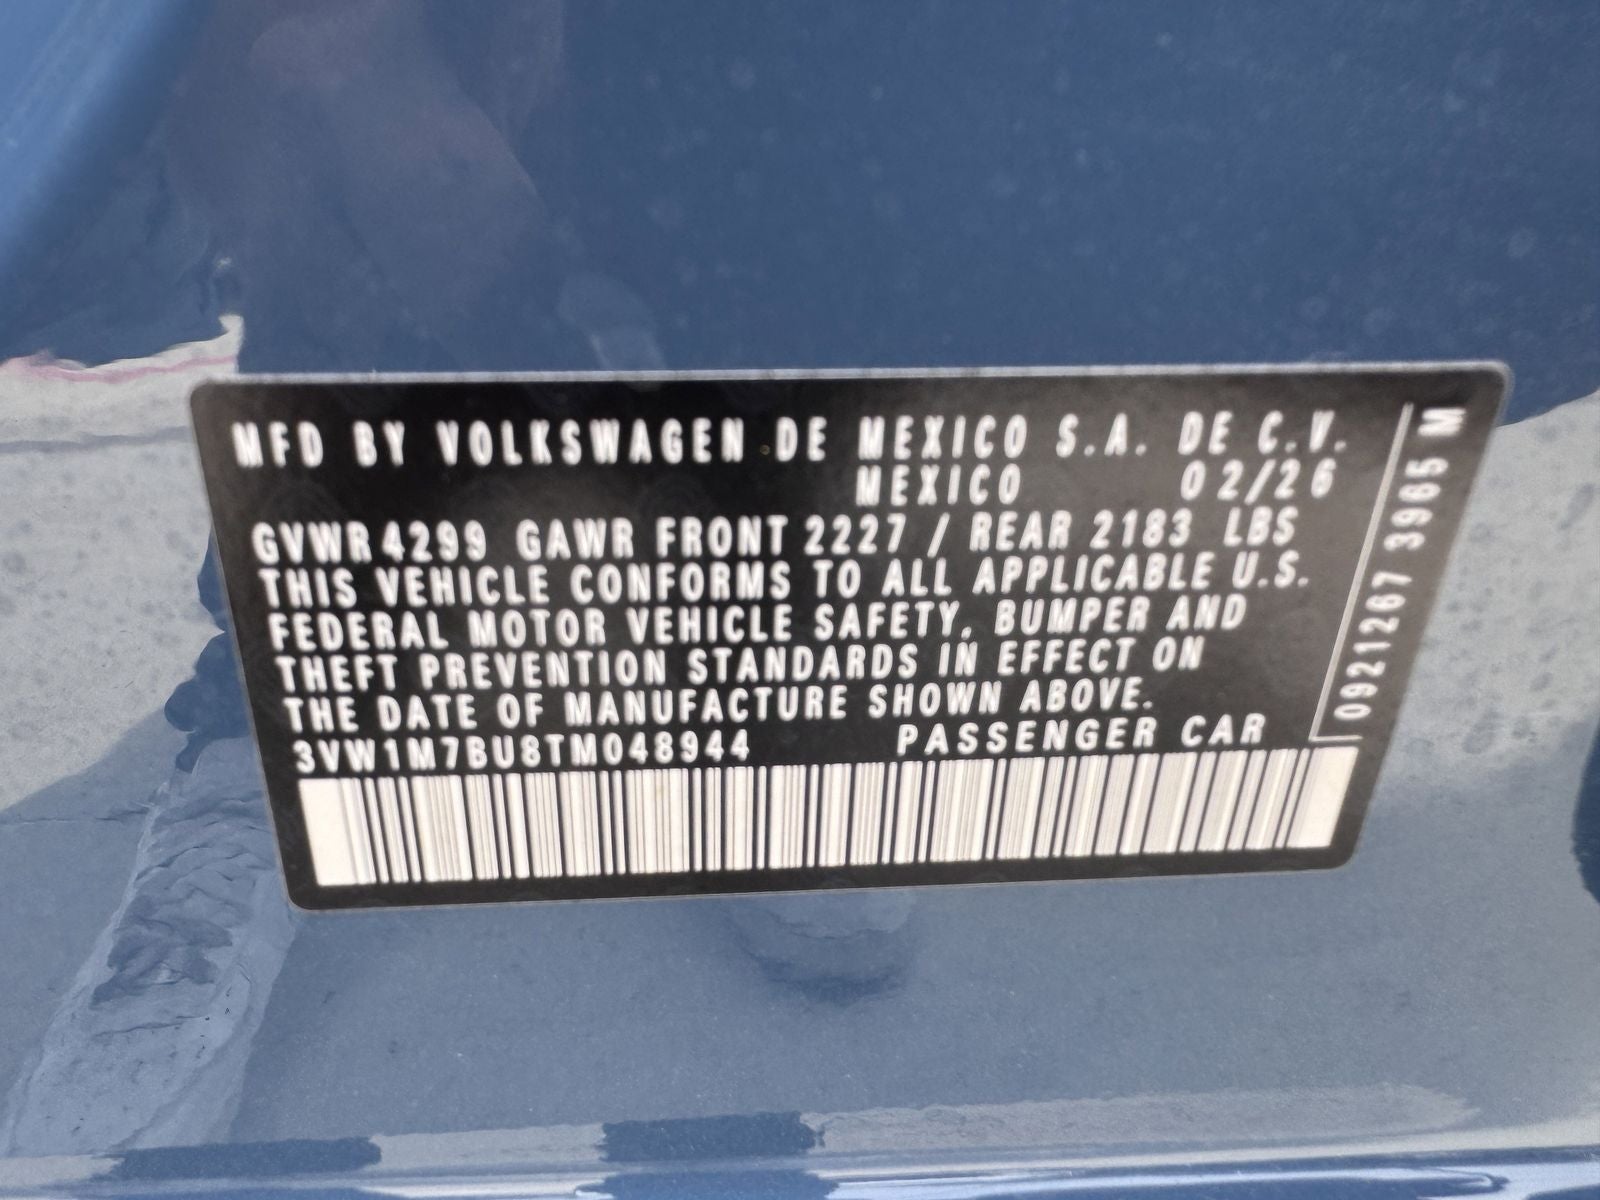 MFD BY VOLKSWAGEN DE MEXICO S.A. DE C.V.
MEXICO 02/26
GVWR 4299 GAWR FRONT 2227 / REAR 2183 LBS
THIS VEHICLE CONFORMS TO ALL APPLICABLE U.S.
FEDERAL MOTOR VEHICLE SAFETY, BUMPER AND
THEFT PREVENTION STANDARDS IN EFFECT ON
THE DATE OF MANUFACTURE SHOWN ABOVE.
3VW1M7BU8TM048944 PASSENGER CAR
0921267 3965 M